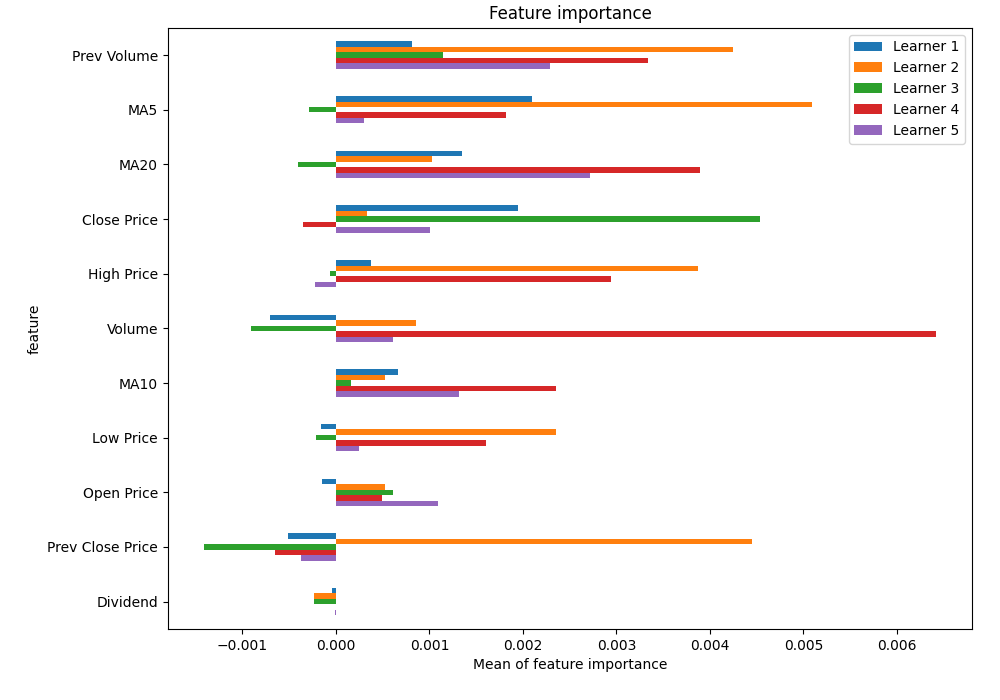 Feature importance
Learner 1
Learner 2
Learner 3
Learner 4
Learner 5
Prev Volume
MA5
MA20
Close Price
High Price
Volume
MA10
Low Price
Open Price
Prev Close Price
Dividend
feature
−0.001 0.000 0.001 0.002 0.003 0.004 0.005 0.006
Mean of feature importance